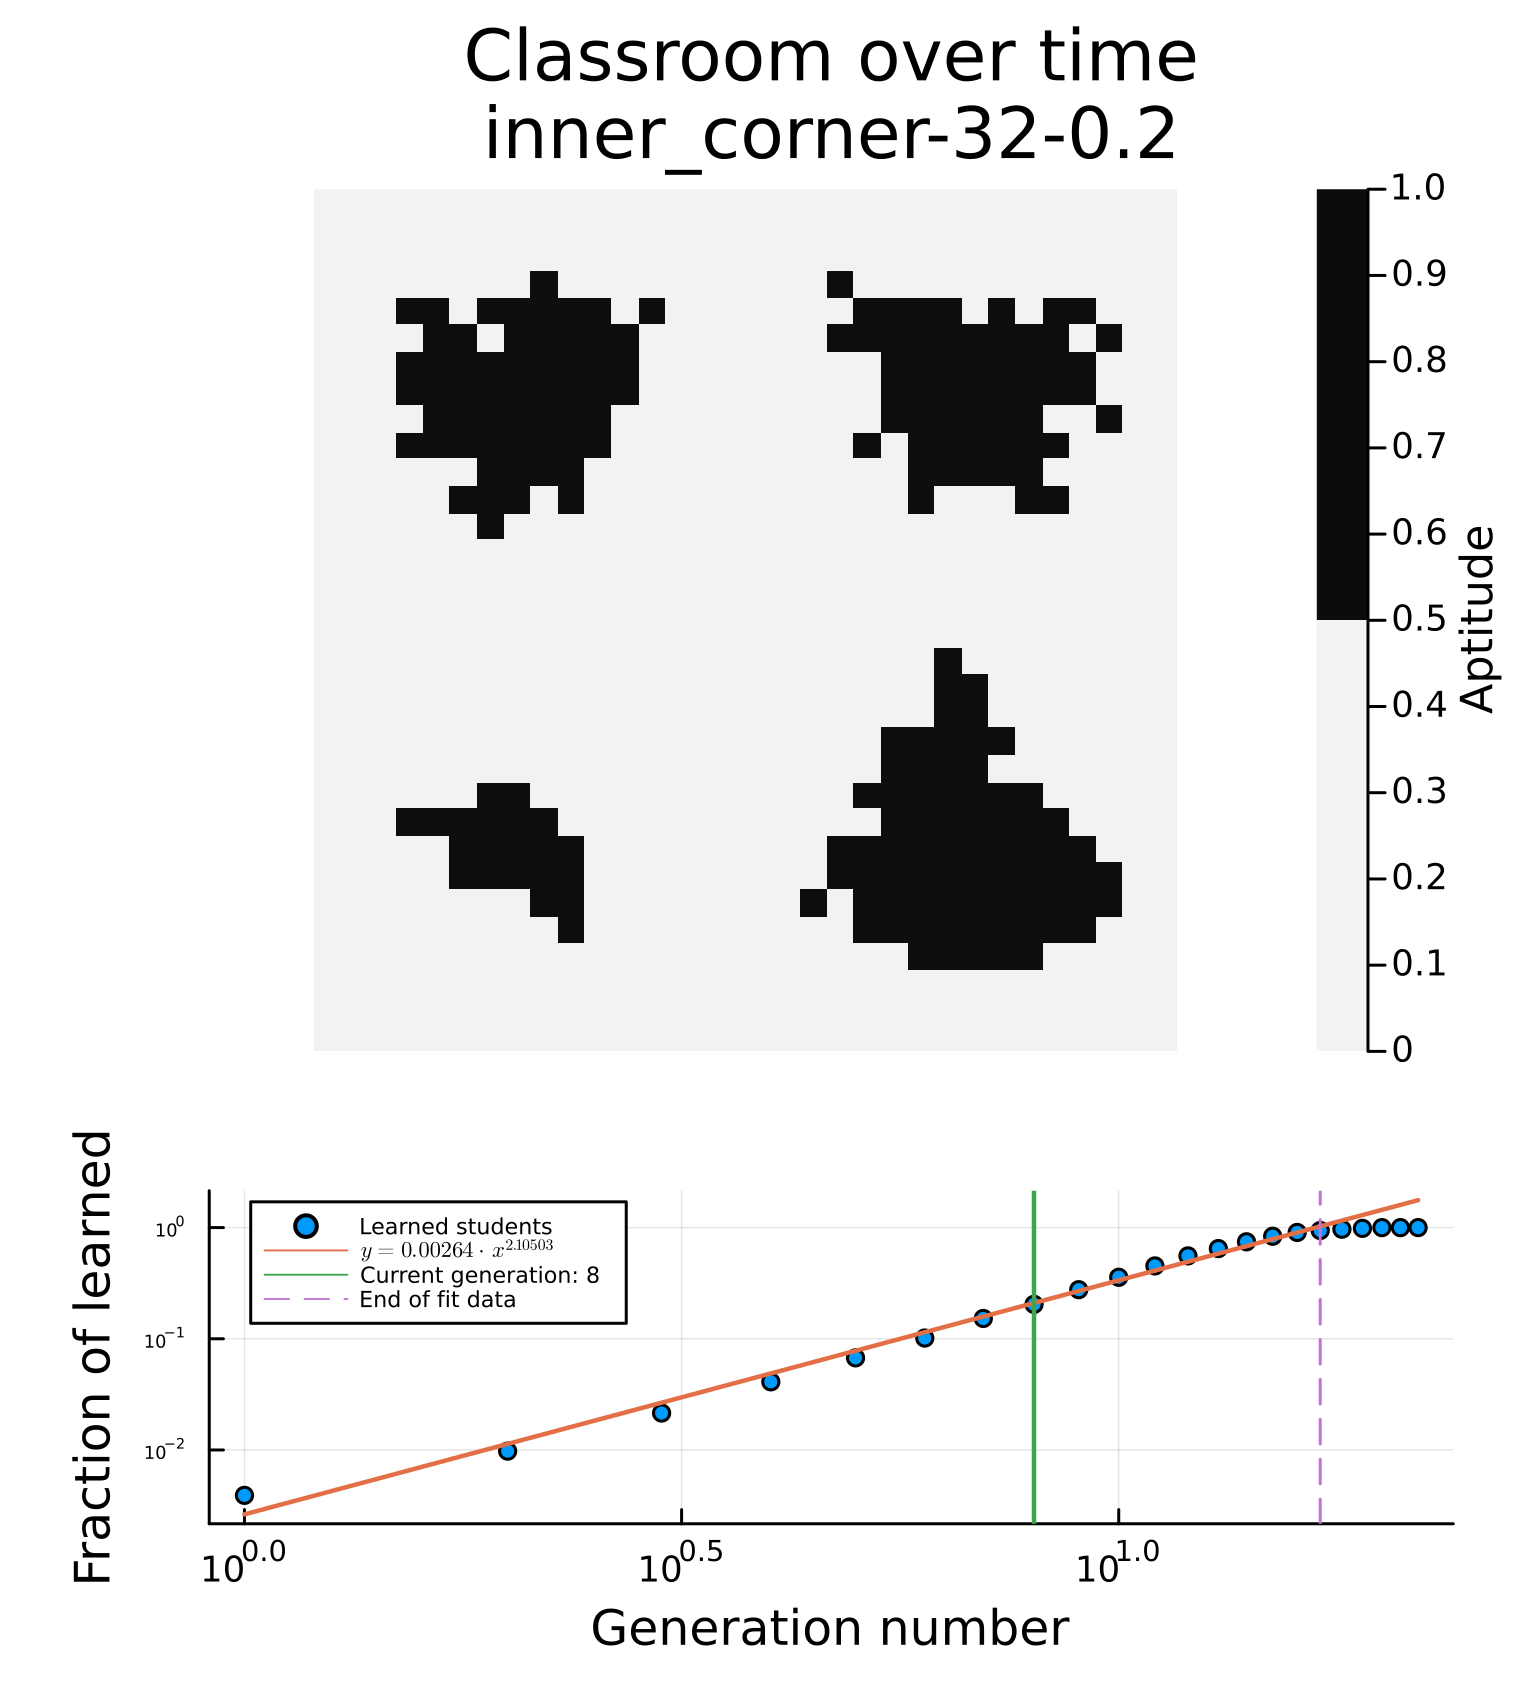 Classroom over time
inner_corner-32-0.2
1.0
0.9
0.8
0.7
0.6
0.5
0.4
0.3
0.2
0.1
0
Aptitude
Fraction of learned
10⁰
10⁻¹
10⁻²
Learned students
y = 0.00264 · x^2.10503
Current generation: 8
End of fit data
10^0.0
10^0.5
10^1.0
Generation number